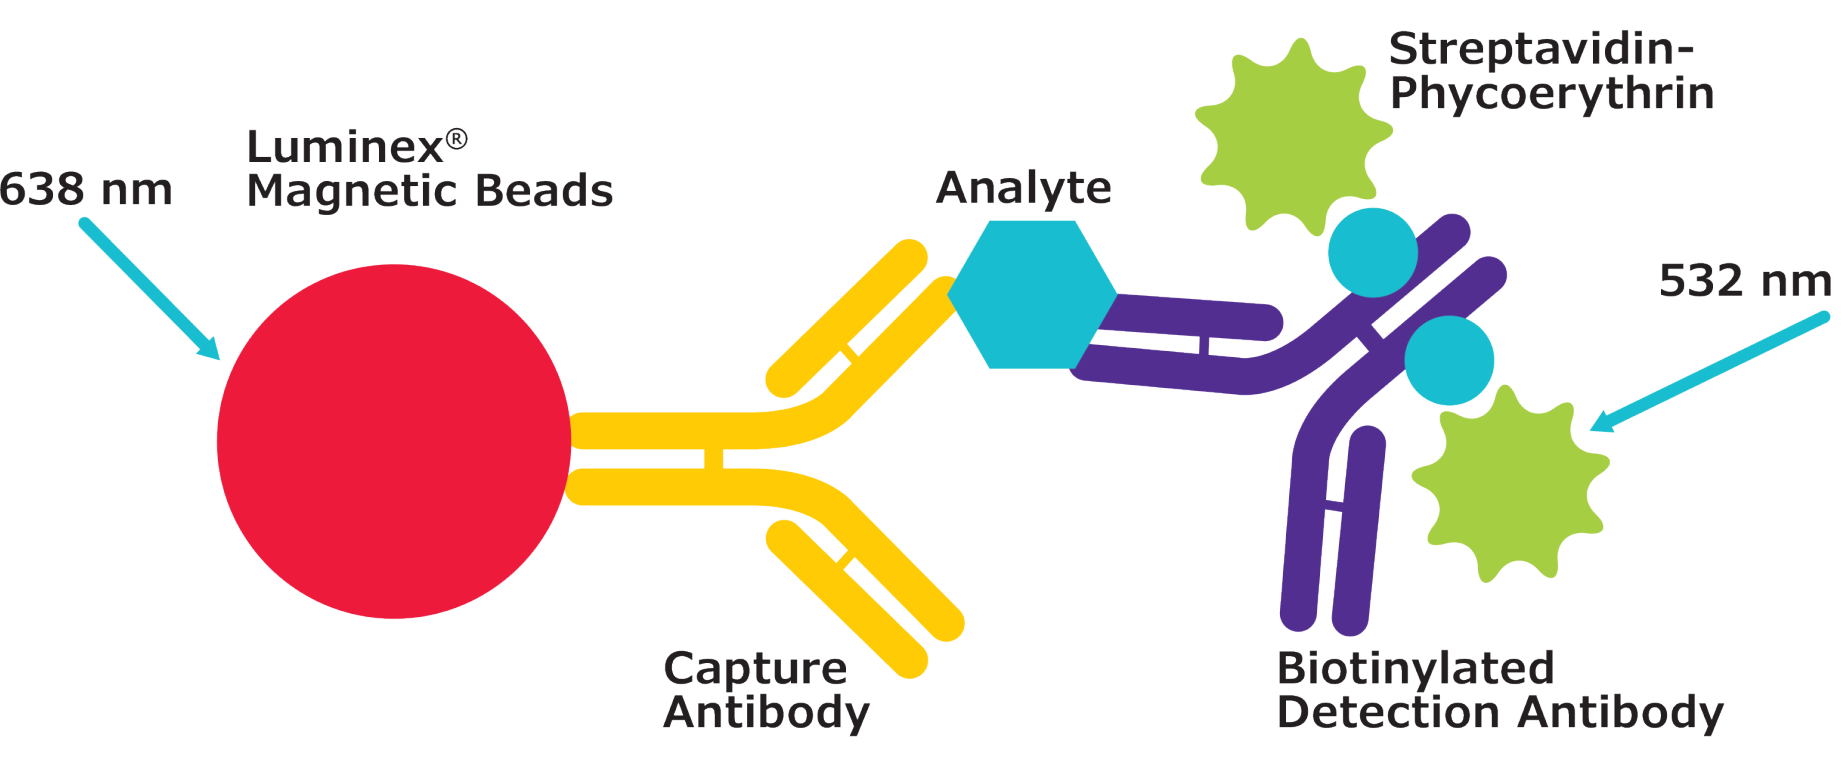 638 nm
Luminex®
Magnetic Beads
Analyte
Streptavidin-
Phycoerythrin
532 nm
Capture
Antibody
Biotinylated
Detection Antibody